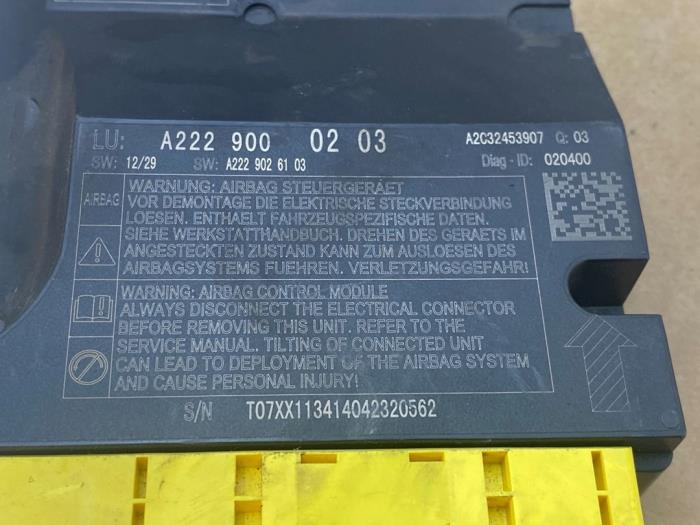 LU: A222 900 02 03 A2C32453907 Q: 03
SW: 12/29 SW: A222 902 61 03 Diag - ID: 020400
AIRBAG
WARNUNG: AIRBAG STEUERGERAET
VOR DEMONTAGE DIE ELEKTRISCHE STECKVERBINDUNG
LOESEN. ENTHAELT FAHRZEUGSPEZIFISCHE DATEN.
SIEHE WERKSTATTHANDBUCH. DREHEN DES GERAETS IM
ANGESTECKTEN ZUSTAND KANN ZUM AUSLOESEN DES
AIRBAGSYSTEMS FUEHREN. VERLETZUNGSGEFAHR!
WARNING: AIRBAG CONTROL MODULE
ALWAYS DISCONNECT THE ELECTRICAL CONNECTOR
BEFORE REMOVING THIS UNIT. REFER TO THE
SERVICE MANUAL. TILTING OF CONNECTED UNIT
CAN LEAD TO DEPLOYMENT OF THE AIRBAG SYSTEM
AND CAUSE PERSONAL INJURY
S/N T07XX113414042320562